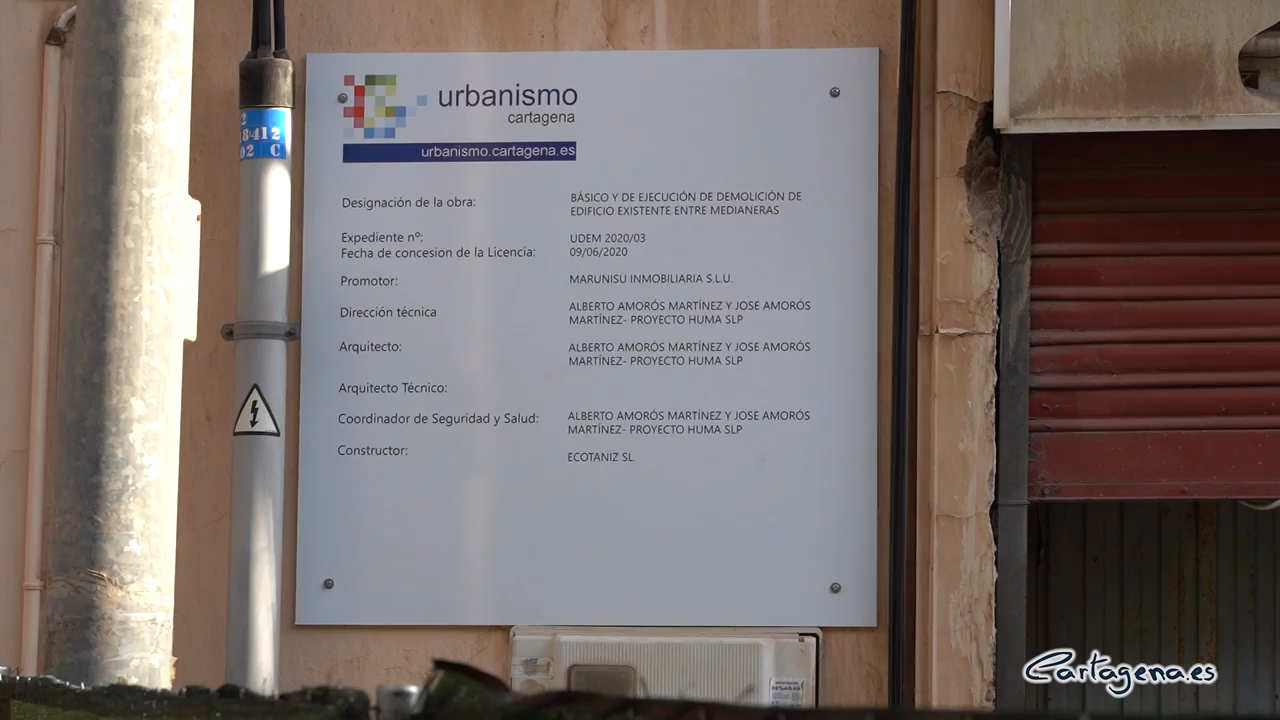 urbanismo
cartagena
urbanismo.cartagena.es
Designación de la obra: BÁSICO Y DE EJECUCIÓN DE DEMOLICIÓN DE
EDIFICIO EXISTENTE ENTRE MEDIANERAS
Expediente nº: UDEM 2020/03
Fecha de concesion de la Licencia: 09/06/2020
Promotor: MARUNISU INMOBILIARIA S.L.U.
Dirección técnica ALBERTO AMORÓS MARTÍNEZ Y JOSE AMORÓS
MARTÍNEZ- PROYECTO HUMA SLP
Arquitecto: ALBERTO AMORÓS MARTÍNEZ Y JOSE AMORÓS
MARTÍNEZ- PROYECTO HUMA SLP
Arquitecto Técnico:
Coordinador de Seguridad y Salud: ALBERTO AMORÓS MARTÍNEZ Y JOSE AMORÓS
MARTÍNEZ- PROYECTO HUMA SLP
Constructor: ECOTANIZ SL
2
8412
02 C
Cartagena.es